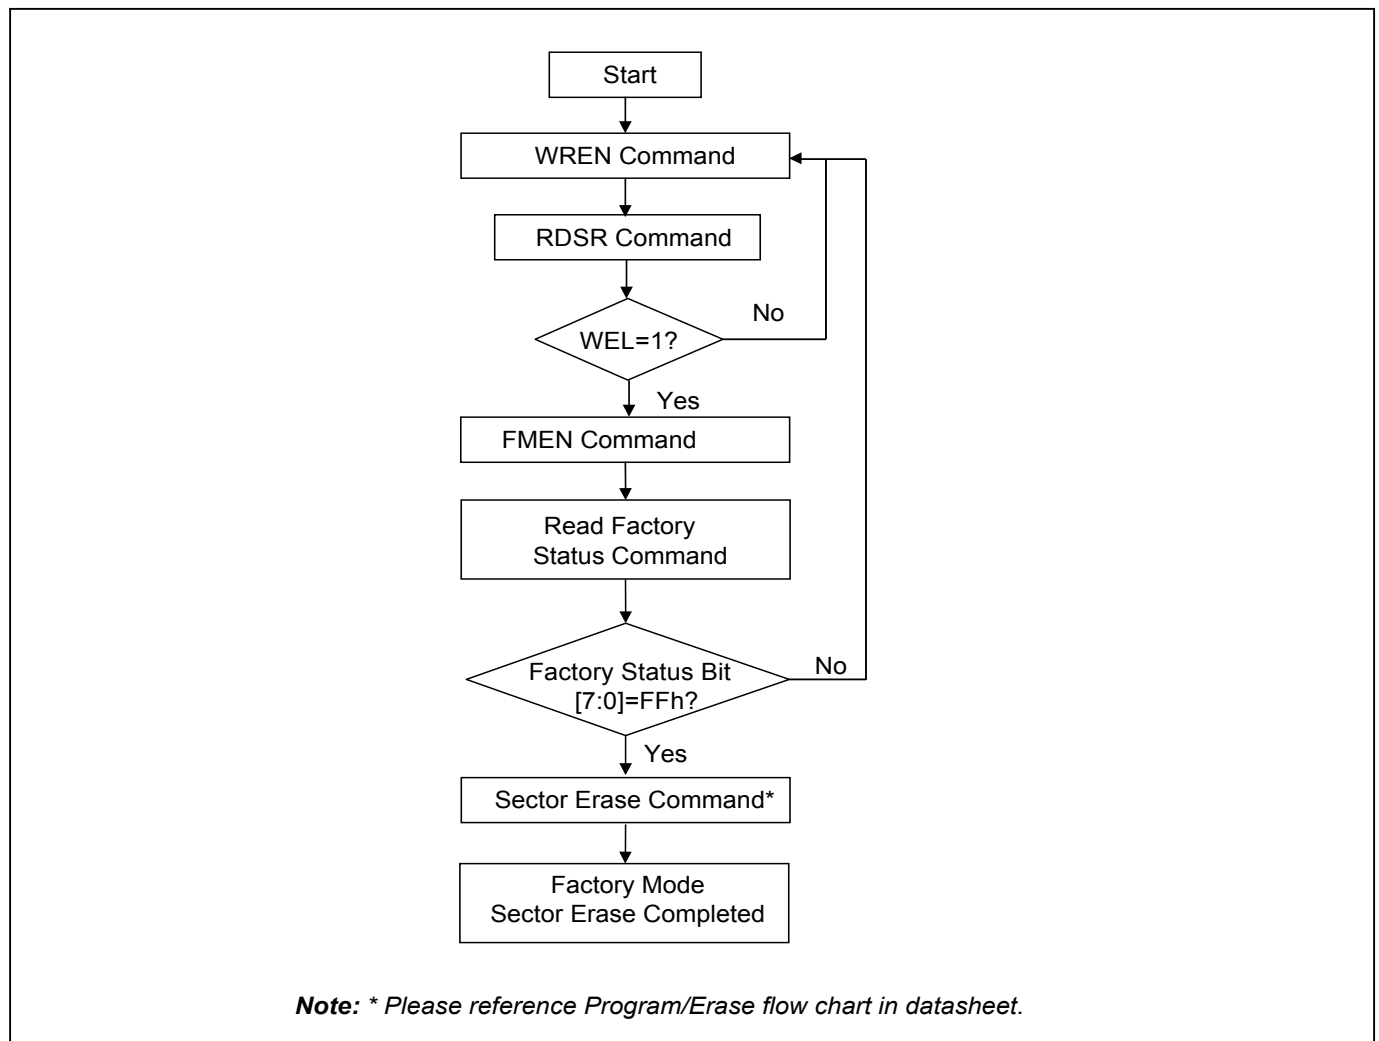 Start
WREN Command
RDSR Command
No
WEL=1?
Yes
FMEN Command
Read Factory
Status Command
No
Factory Status Bit
[7:0]=FFh?
Yes
Sector Erase Command*
Factory Mode
Sector Erase Completed
Note: * Please reference Program/Erase flow chart in datasheet.